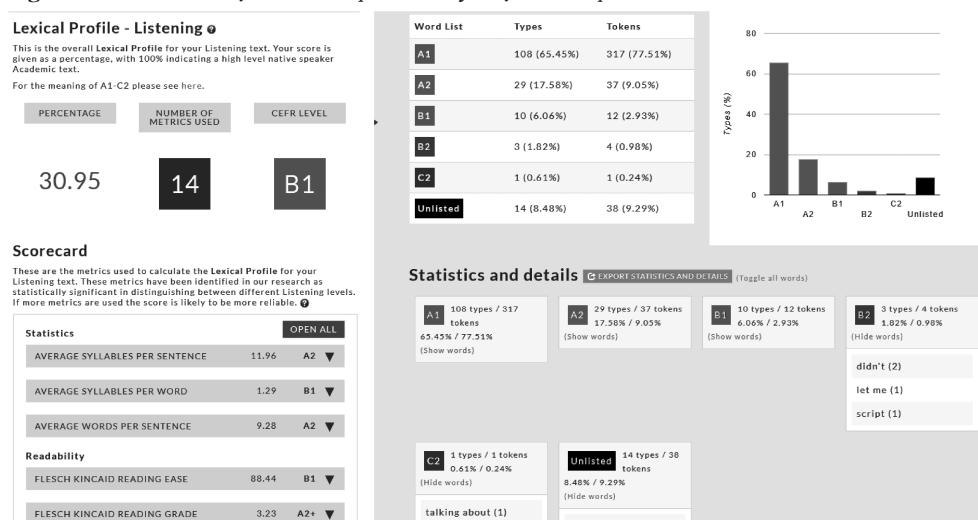 Lexical Profile - Listening
This is the overall Lexical Profile for your Listening text. Your score is
given as a percentage, with 100% indicating a high level native speaker
Academic text.
For the meaning of A1-C2 please see here.
PERCENTAGE
NUMBER OF
METRICS USED
CEFR LEVEL
30.95
14
B1
Scorecard
These are the metrics used to calculate the Lexical Profile for your
Listening text. These metrics have been identified in our research as
statistically significant in distinguishing between different Listening levels.
If more metrics are used the score is likely to be more reliable.
Statistics OPEN ALL
AVERAGE SYLLABLES PER SENTENCE 11.96 A2
AVERAGE SYLLABLES PER WORD 1.29 B1
AVERAGE WORDS PER SENTENCE 9.28 A2
Readability
FLESCH KINCAID READING EASE 88.44 B1
FLESCH KINCAID READING GRADE 3.23 A2+
Word List Types Tokens
A1 108 (65.45%) 317 (77.51%)
A2 29 (17.58%) 37 (9.05%)
B1 10 (6.06%) 12 (2.93%)
B2 3 (1.82%) 4 (0.98%)
C2 1 (0.61%) 1 (0.24%)
Unlisted 14 (8.48%) 38 (9.29%)
Types (%)
80
60
40
20
0
A1
A2
B1
B2
C2
Unlisted
Statistics and details EXPORT STATISTICS AND DETAILS (Toggle all words)
A1 108 types / 317
tokens
65.45% / 77.51%
(Show words)
A2 29 types / 37 tokens
17.58% / 9.05%
(Show words)
B1 10 types / 12 tokens
6.06% / 2.93%
(Show words)
B2 3 types / 4 tokens
1.82% / 0.98%
(Hide words)
didn't (2)
let me (1)
script (1)
C2 1 types / 1 tokens
0.61% / 0.24%
(Hide words)
talking about (1)
Unlisted 14 types / 38
tokens
8.48% / 9.29%
(Hide words)